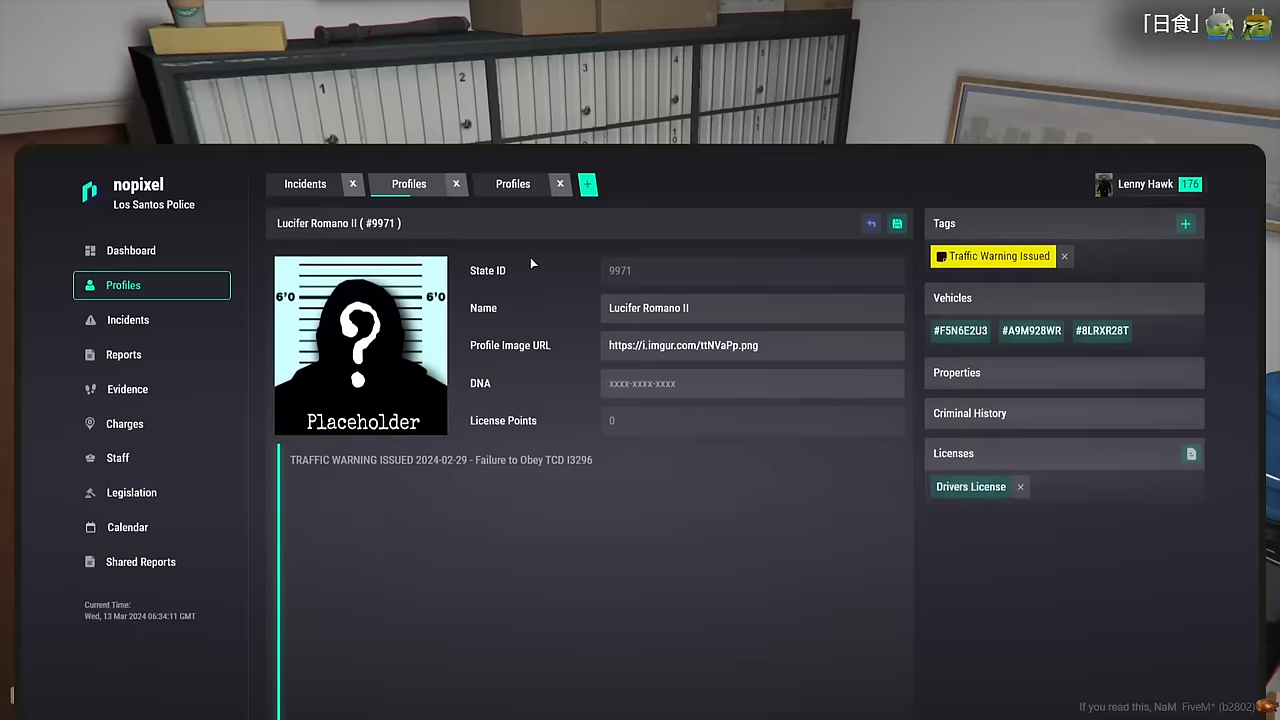 「日食」
1
2
3
4
5
10
nopixel
Los Santos Police
Incidents
Profiles
Profiles
+
Lenny Hawk 176
Lucifer Romano II ( #9971 )
Tags
+
Traffic Warning Issued
Dashboard
Profiles
Incidents
Reports
Evidence
Charges
Staff
Legislation
Calendar
Shared Reports
Current Time:
Wed, 13 Mar 2024 06:34:11 GMT
6'0 6'0
?
Placeholder
State ID 9971
Name Lucifer Romano II
Profile Image URL https://i.imgur.com/ttNVaPp.png
DNA xxxx-xxxx-xxxx
License Points 0
TRAFFIC WARNING ISSUED 2024-02-29 - Failure to Obey TCD I3296
Vehicles
#F5N6E2U3 #A9M928WR #8LRXR28T
Properties
Criminal History
Licenses
Drivers License
If you read this, NaM FiveM* (b2802)